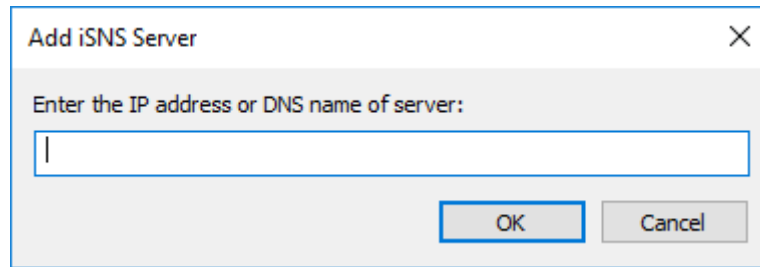 Add iSNS Server
Enter the IP address or DNS name of server:
OK
Cancel